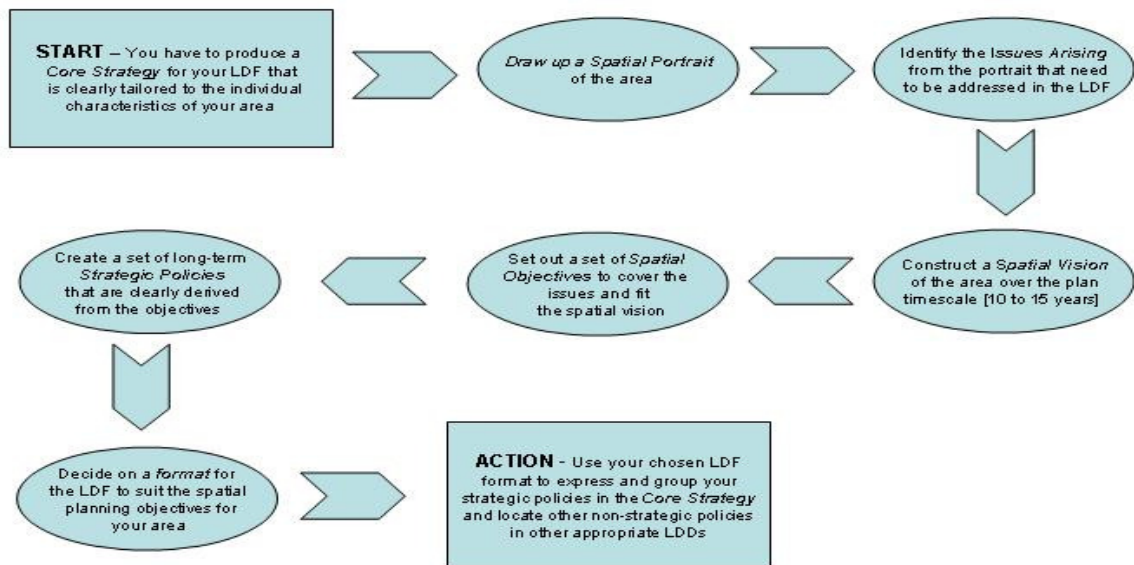 START – You have to produce a
Core Strategy for your LDF that
is clearly tailored to the individual
characteristics of your area
Draw up a Spatial Portrait
of the area
Identify the Issues Arising
from the portrait that need
to be addressed in the LDF
Construct a Spatial Vision
of the area over the plan
timescale [10 to 15 years]
Set out a set of Spatial
Objectives to cover the
issues and fit
the spatial vision
Create a set of long-term
Strategic Policies
that are clearly derived
from the objectives
Decide on a format for
the LDF to suit the spatial
planning objectives for
your area
ACTION - Use your chosen LDF
format to express and group your
strategic policies in the Core Strategy
and locate other non-strategic policies
in other appropriate LDDs